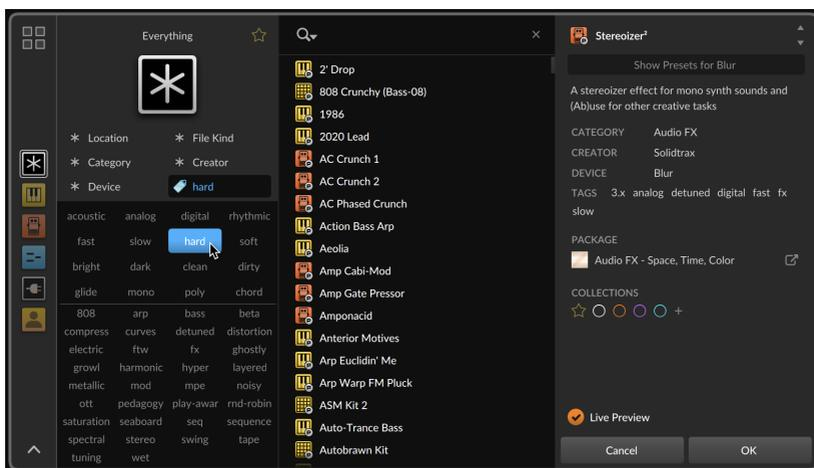 Everything
Location
File Kind
Category
Creator
Device
hard
acoustic analog digital rhythmic
fast slow hard soft
bright dark clean dirty
glide mono poly chord
808 arp bass beta
compress curves detuned distortion
electric ftw fx ghostly
growl harmonic hyper layered
metallic mod mpe noisy
ott pedagogy play-awar rnd-robin
saturation seaboard seq sequence
spectral stereo swing tape
tuning wet
2' Drop
808 Crunchy (Bass-08)
1986
2020 Lead
AC Crunch 1
AC Crunch 2
AC Phased Crunch
Action Bass Arp
Aeolia
Amp Cabi-Mod
Amp Gate Pressor
Amponacid
Anterior Motives
Arp Euclidin' Me
Arp Warp FM Pluck
ASM Kit 2
Auto-Trance Bass
Autobrawn Kit
Stereoizer²
Show Presets for Blur
A stereoizer effect for mono synth sounds and
(Ab)use for other creative tasks
CATEGORY Audio FX
CREATOR Solidtrax
DEVICE Blur
TAGS 3.x analog detuned digital fast fx
slow
PACKAGE
Audio FX - Space, Time, Color
COLLECTIONS
Live Preview
Cancel
OK